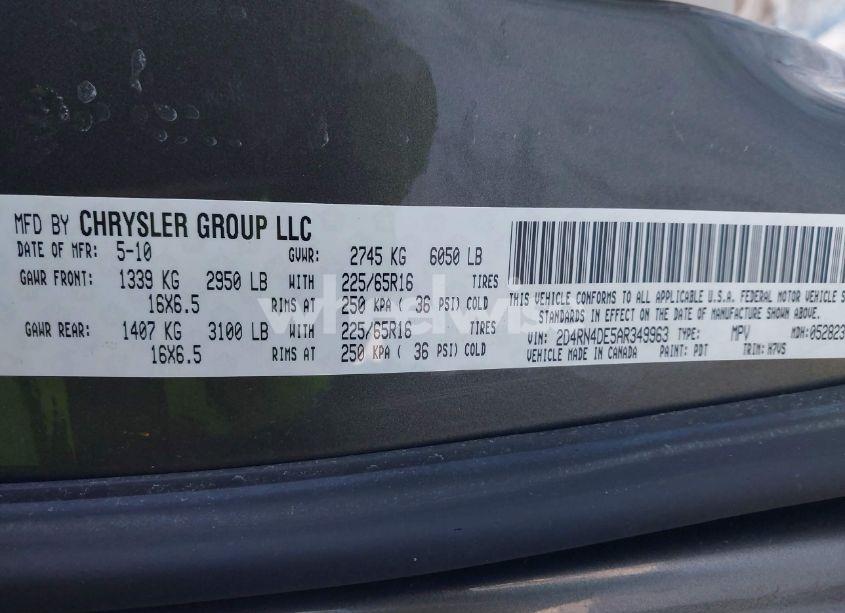 MFD BY CHRYSLER GROUP LLC
DATE OF MFR: 5-10 GVWR: 2745 KG 6050 LB
GAWR FRONT: 1339 KG 2950 LB WITH 225/65R16 TIRES
16X6.5 RIMS AT 250 KPA ( 36 PSI) COLD
GAWR REAR: 1407 KG 3100 LB WITH 225/65R16 TIRES
16X6.5 RIMS AT 250 KPA ( 36 PSI) COLD
THIS VEHICLE CONFORMS TO ALL APPLICABLE U.S.A. FEDERAL MOTOR VEHICLE S
STANDARDS IN EFFECT ON THE DATE OF MANUFACTURE SHOWN ABOVE.
VIN: 2D4RN4DE5AR349963 TYPE: MPV MDH:052823
VEHICLE MADE IN CANADA PAINT: PDT TRIM: H7VS